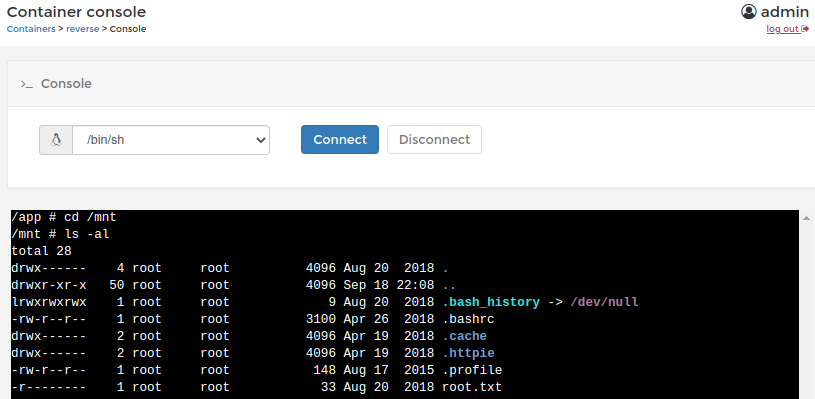 Container console
admin
Containers > reverse > Console
log out
>_ Console
/bin/sh
Connect
Disconnect
/app # cd /mnt
/mnt # ls -al
total 28
drwx------    4 root     root          4096 Aug 20  2018 .
drwxr-xr-x   50 root     root          4096 Sep 18 22:08 ..
lrwxrwxrwx    1 root     root             9 Aug 20  2018 .bash_history -> /dev/null
-rw-r--r--    1 root     root          3100 Apr 26  2018 .bashrc
drwx------    2 root     root          4096 Apr 19  2018 .cache
drwx------    2 root     root          4096 Apr 19  2018 .httpie
-rw-r--r--    1 root     root           148 Aug 17  2015 .profile
-r--------    1 root     root            33 Aug 20  2018 root.txt